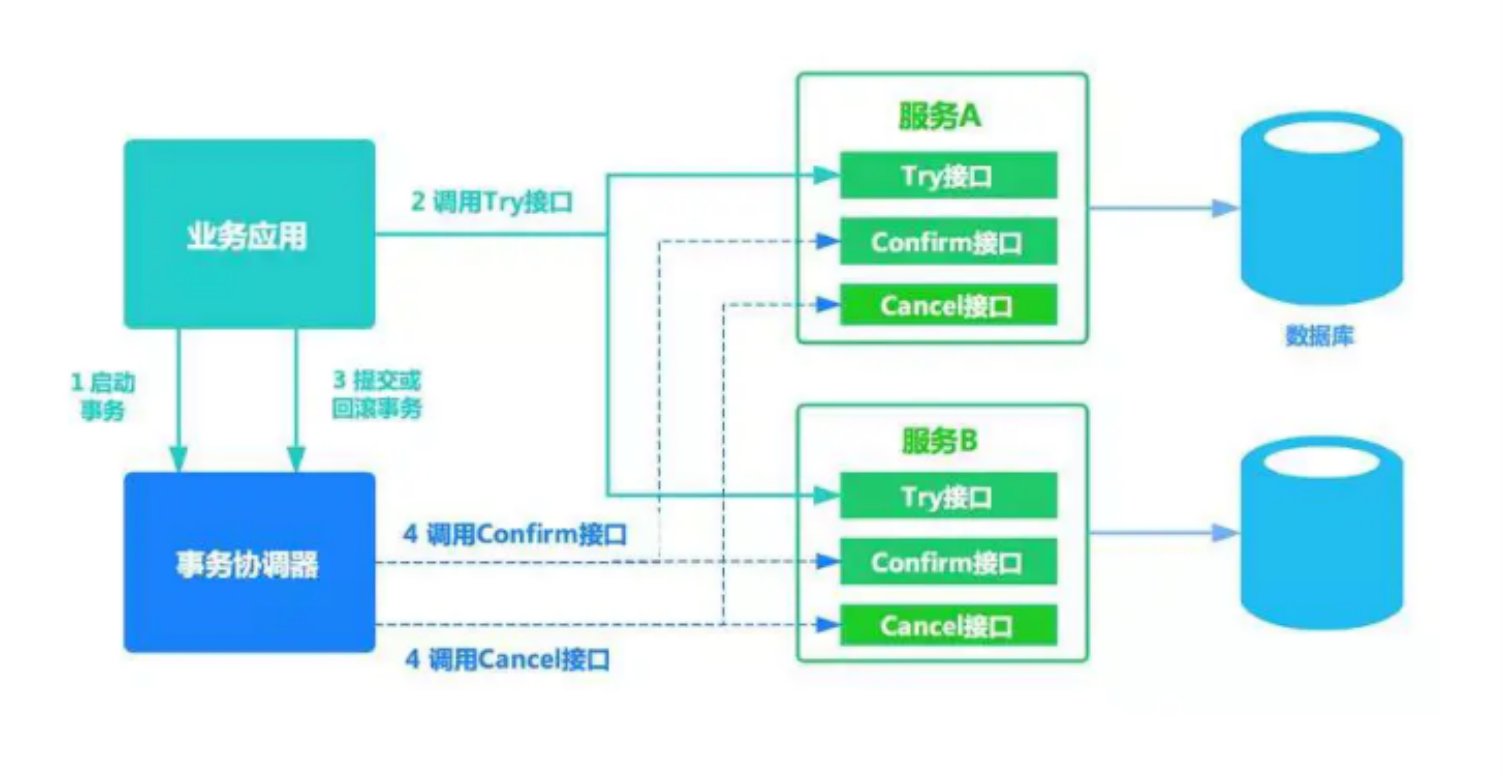 服务A
业务应用
2 调用Try接口
Try接口
Confirm接口
Cancel接口
数据库
1 启动
事务
3 提交或
回滚事务
服务B
Try接口
Confirm接口
Cancel接口
事务协调器
4 调用Confirm接口
4 调用Cancel接口